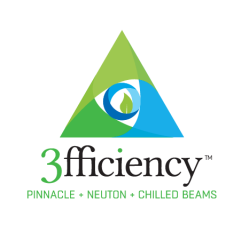 3fficiency™
PINNACLE + NEUTON + CHILLED BEAMS